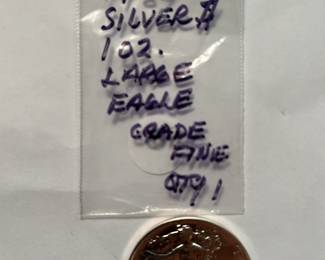 SILVER $
1 OZ.
LARGE
EAGLE
GRADE
FINE
QTY 1